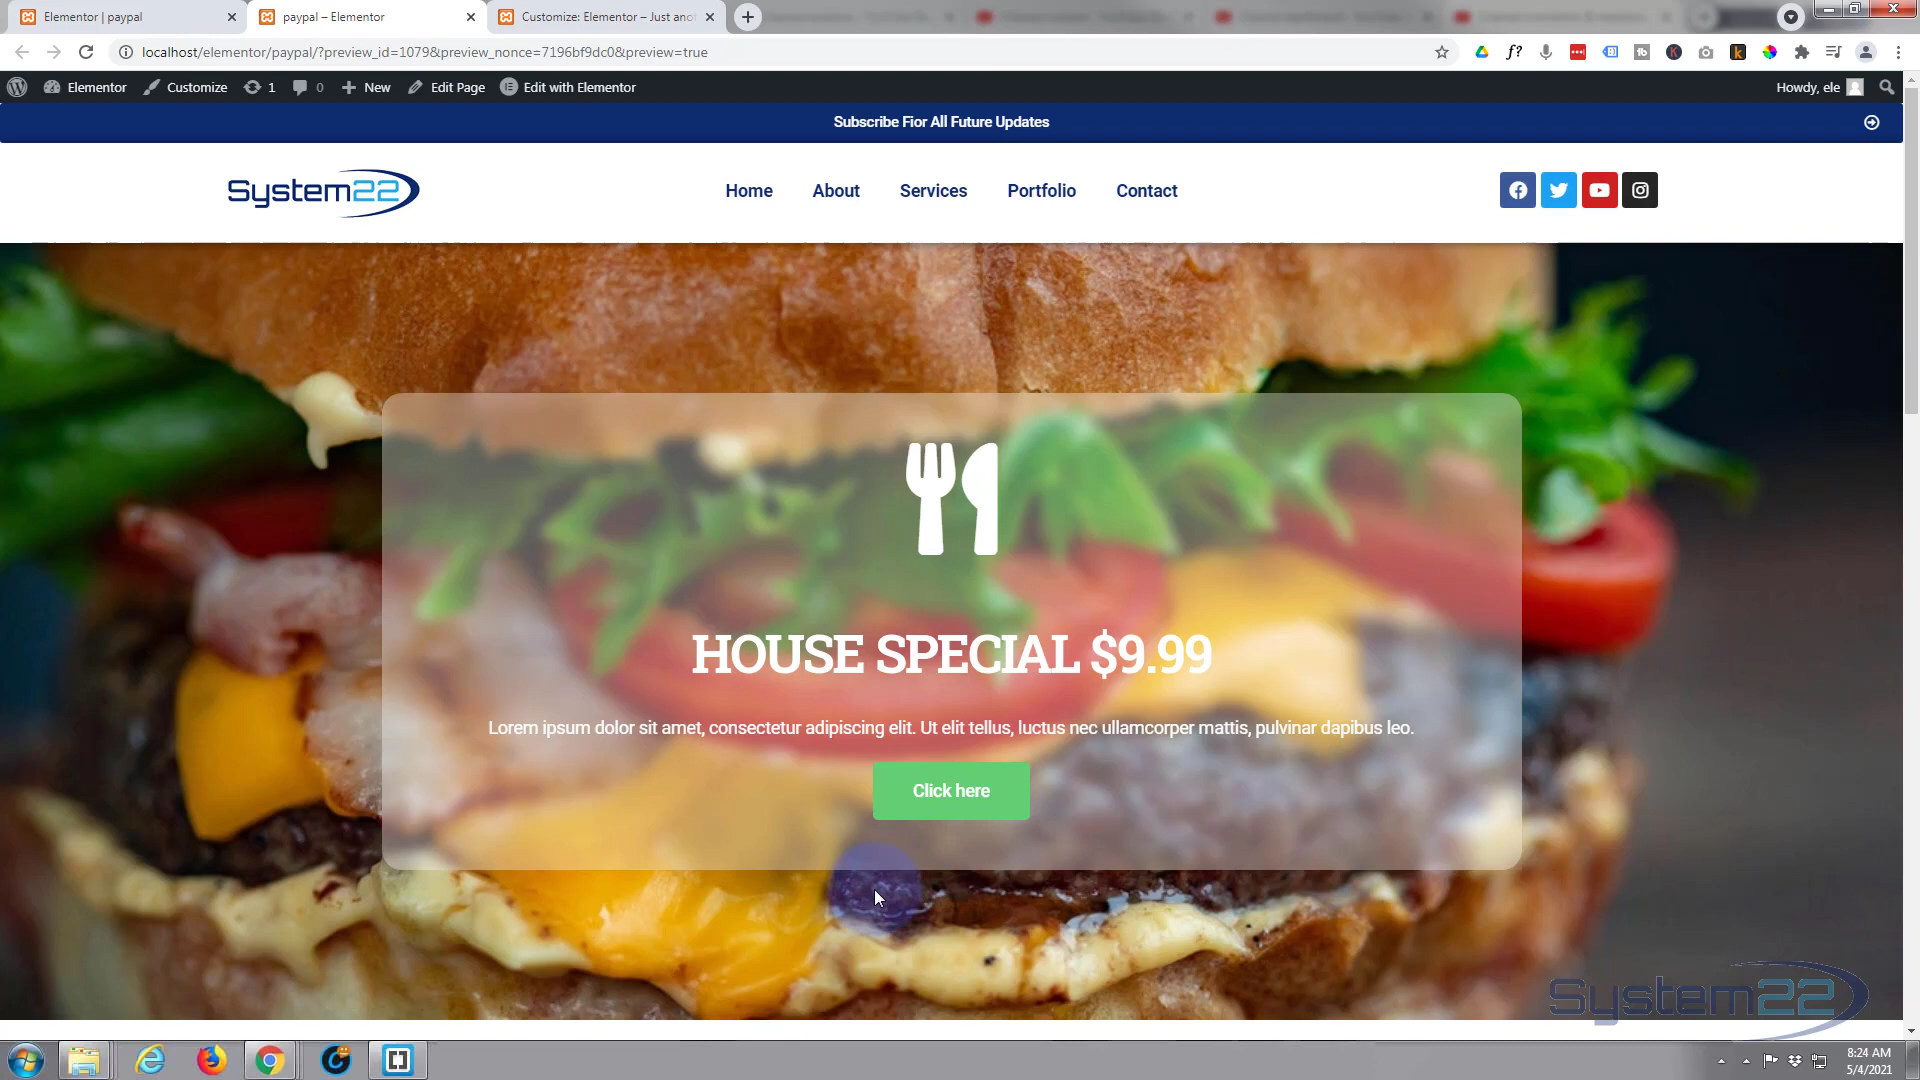 Elementor | paypal
paypal – Elementor
Customize: Elementor – Just ano
localhost/elementor/paypal/?preview_id=1079&preview_nonce=7196bf9dc0&preview=true
Elementor
Customize
1
0
New
Edit Page
Edit with Elementor
Howdy, ele
Subscribe Fior All Future Updates
System22
Home
About
Services
Portfolio
Contact
HOUSE SPECIAL $9.99
Lorem ipsum dolor sit amet, consectetur adipiscing elit. Ut elit tellus, luctus nec ullamcorper mattis, pulvinar dapibus leo.
Click here
System22
8:24 AM
5/4/2021